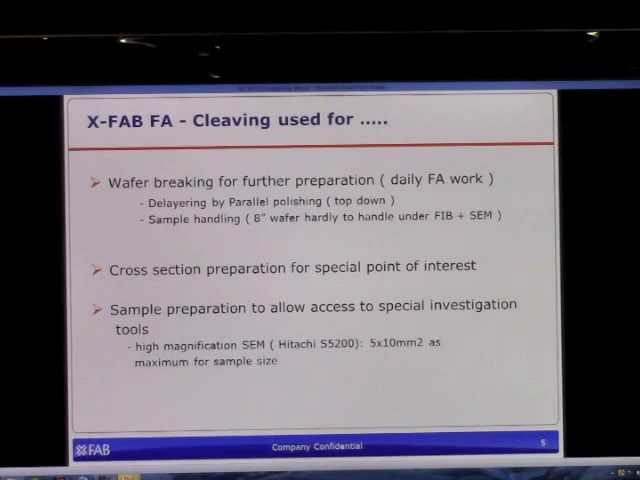 X-FAB FA - Cleaving used for .....
➢ Wafer breaking for further preparation ( daily FA work )
- Delayering by Parallel polishing ( top down )
- Sample handling ( 8" wafer hardly to handle under FIB + SEM )
➢ Cross section preparation for special point of interest
➢ Sample preparation to allow access to special investigation
tools
- high magnification SEM ( Hitachi S5200): 5x10mm2 as
maximum for sample size
XFAB
Company Confidential
5